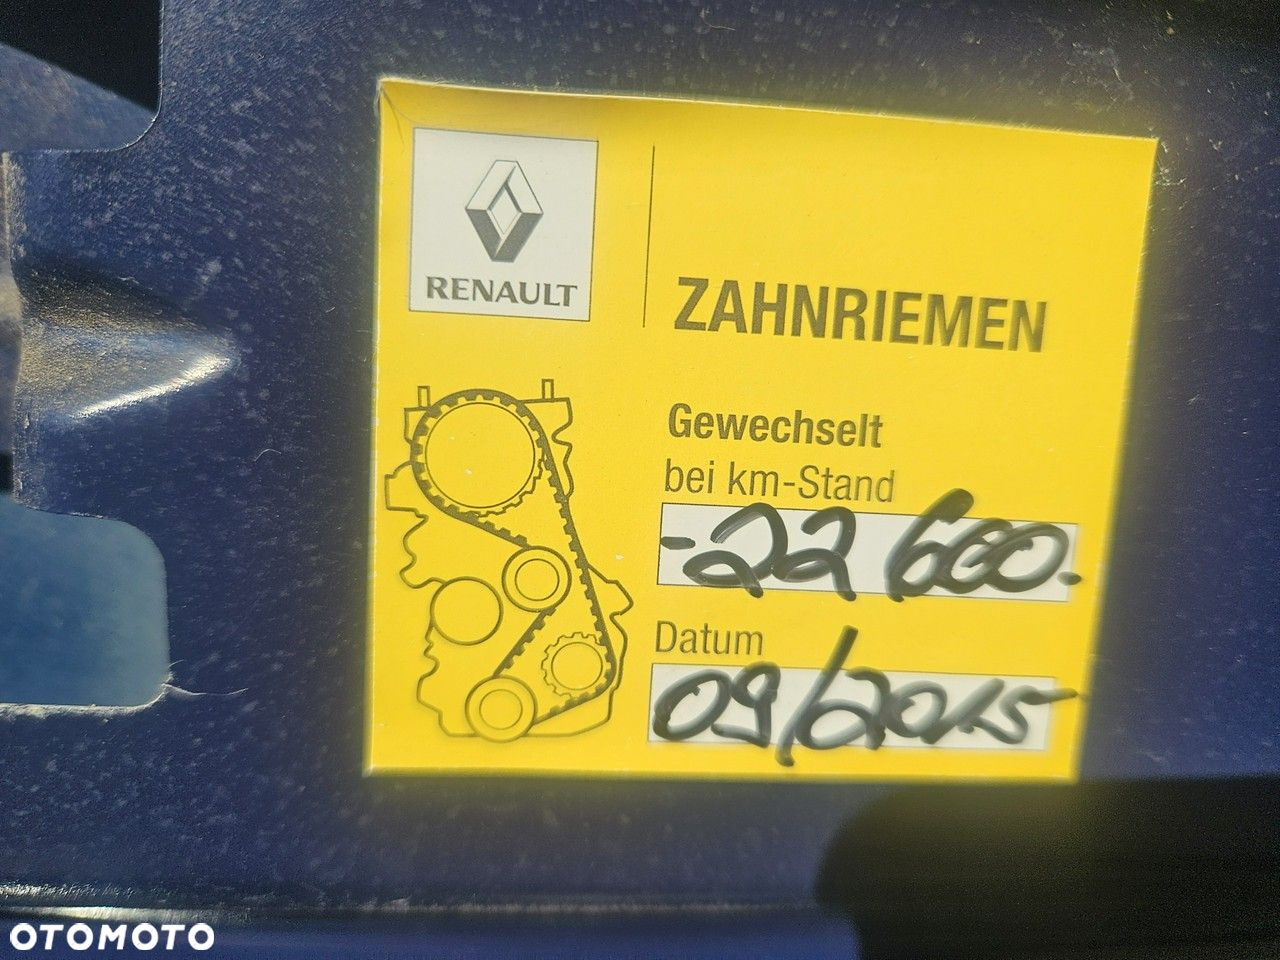 RENAULT
ZAHNRIEMEN
Gewechselt
bei km-Stand
-22 600.
Datum
09/2015
OTOMOTO